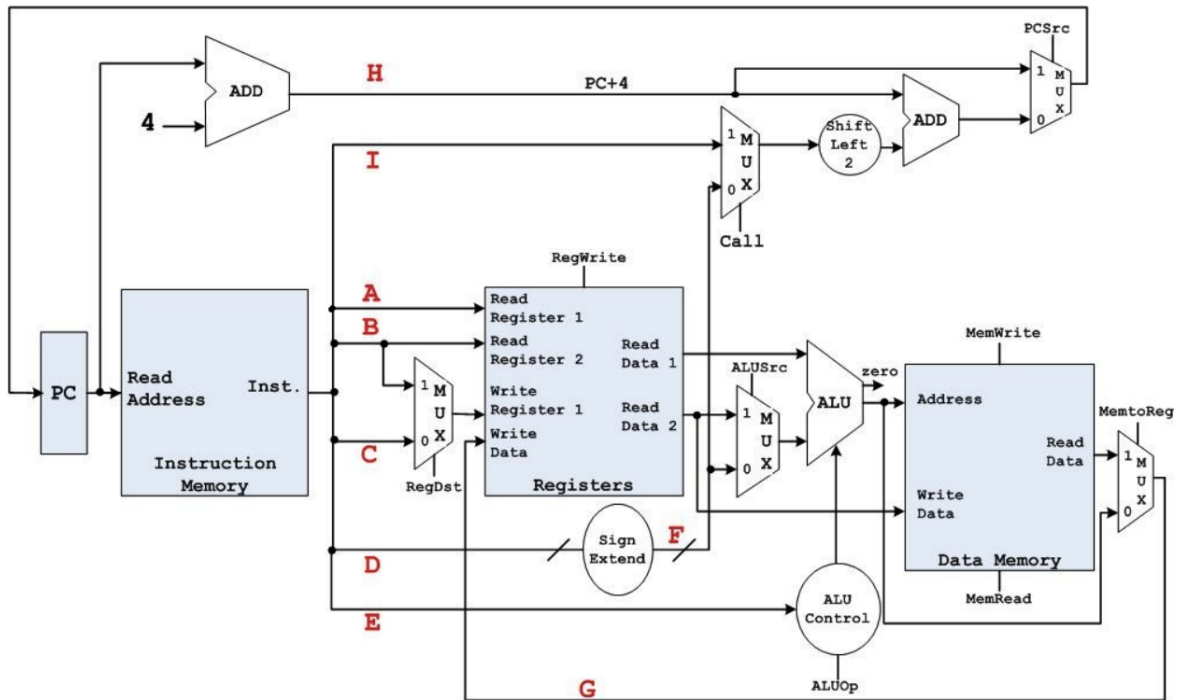 PCSrc
H
PC+4
ADD
4
1 M
U
0 X
ADD
I
1 M
U
0 X
Shift
Left
2
Call
RegWrite
A
B
C
D
E
F
G
PC
Read
Address
Inst.
Instruction
Memory
1 M
U
0 X
RegDst
Read
Register 1
Read
Register 2
Write
Register 1
Write
Data
Read
Data 1
Read
Data 2
Registers
Sign
Extend
ALUSrc
1 M
U
0 X
zero
ALU
ALU
Control
ALUOp
MemWrite
Address
Read
Data
Write
Data
Data Memory
MemRead
MemtoReg
1 M
U
0 X